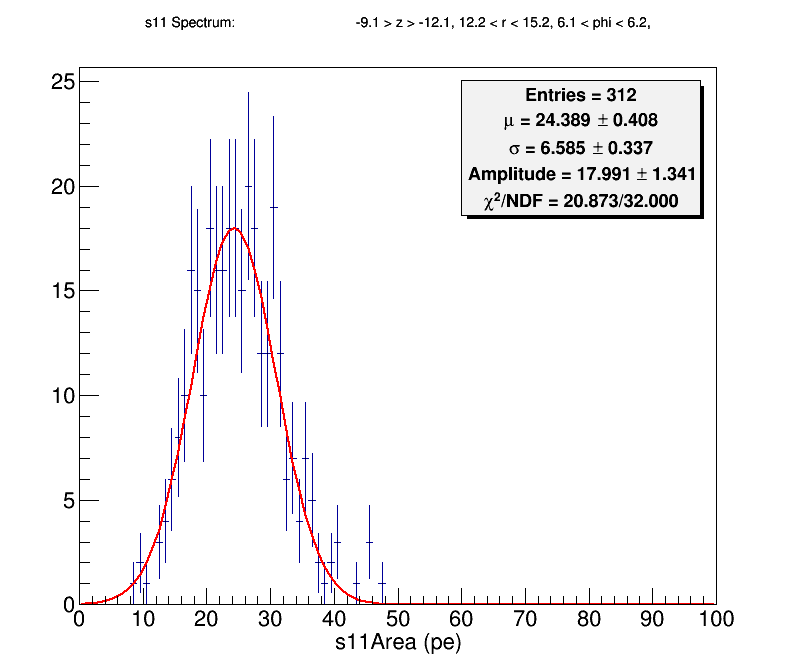 s11 Spectrum: -9.1 > z > -12.1, 12.2 < r < 15.2, 6.1 < phi < 6.2,
Entries = 312
μ = 24.389 ± 0.408
σ = 6.585 ± 0.337
Amplitude = 17.991 ± 1.341
χ²/NDF = 20.873/32.000
25
20
15
10
5
0
0 10 20 30 40 50 60 70 80 90 100
s11Area (pe)